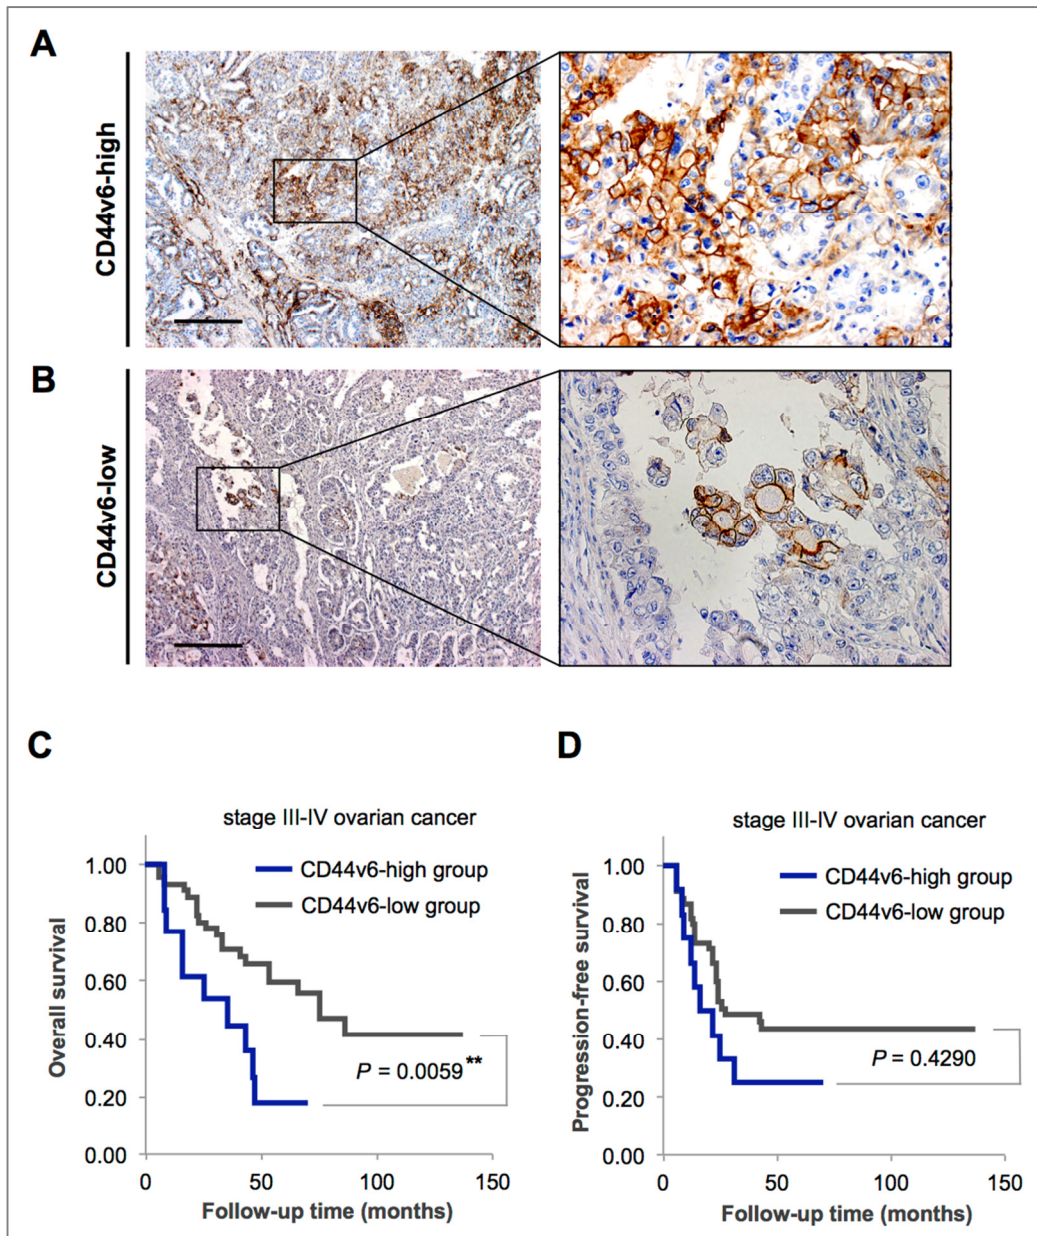 A
CD44v6-high
B
CD44v6-low
C
stage III-IV ovarian cancer
CD44v6-high group
CD44v6-low group
Overall survival
1.00
0.80
0.60
0.40
0.20
0.00
P = 0.0059**
0
50
100
150
Follow-up time (months)
D
stage III-IV ovarian cancer
CD44v6-high group
CD44v6-low group
Progression-free survival
1.00
0.80
0.60
0.40
0.20
0.00
P = 0.4290
0
50
100
150
Follow-up time (months)